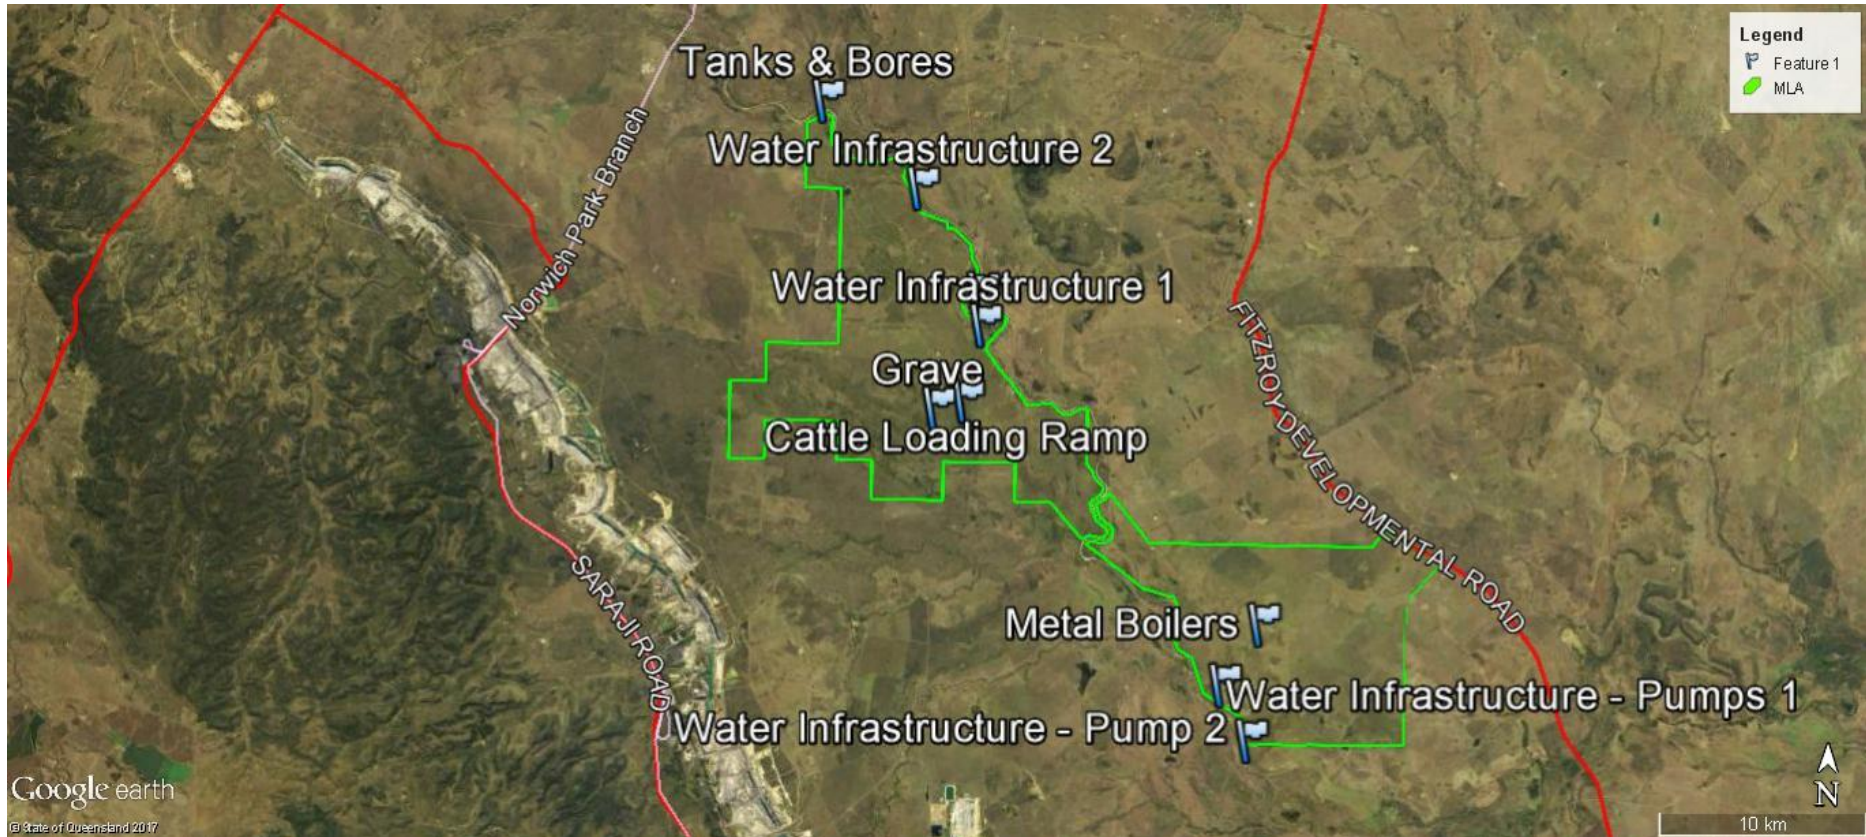 Legend
Feature 1
MLA
Tanks & Bores
Water Infrastructure 2
Norwich Park Branch
Water Infrastructure 1
Grave
Cattle Loading Ramp
FITZROY DEVELOPMENTAL ROAD
SARAJI ROAD
Metal Boilers
Water Infrastructure - Pumps 1
Water Infrastructure - Pump 2
Google earth
© State of Queensland 2017
N
10 km